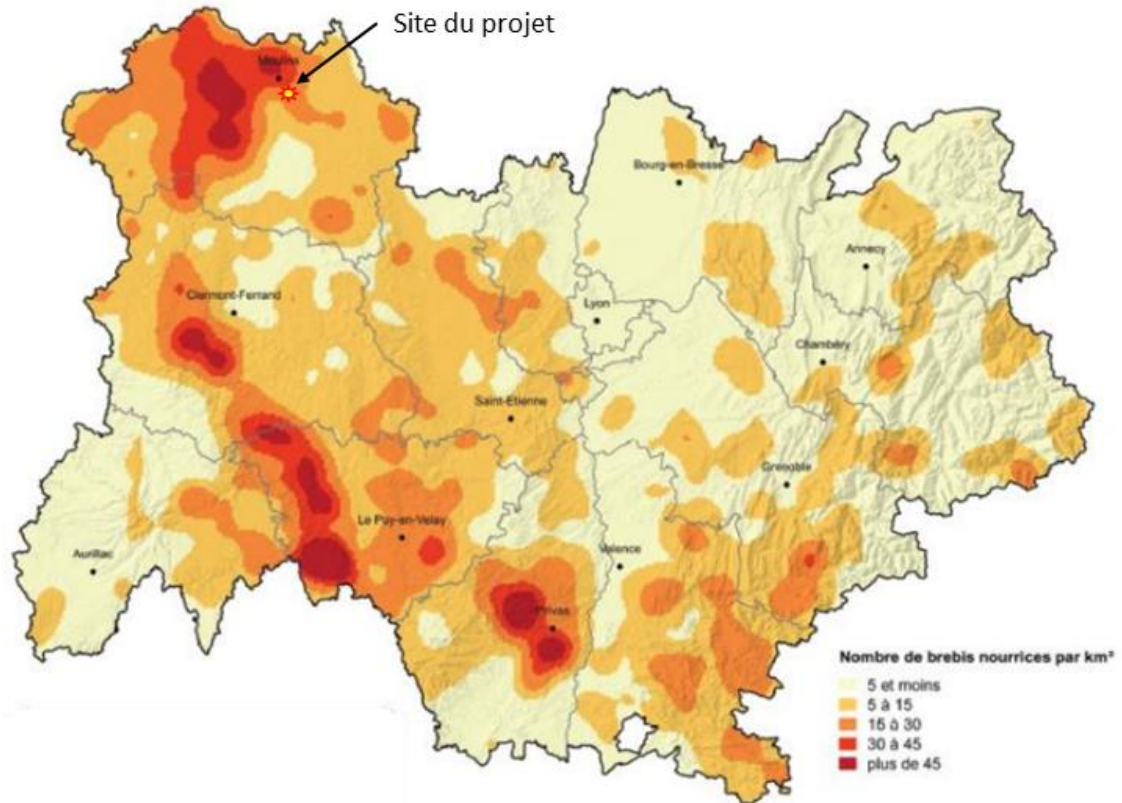 Site du projet
Moulins
Bourg-en-Bresse
Annecy
Clermont-Ferrand
Lyon
Chambéry
Saint-Etienne
Grenoble
Le Puy-en-Velay
Aurillac
Valence
Privas
Nombre de brebis nourrices par km²
5 et moins
5 à 15
15 à 30
30 à 45
plus de 45